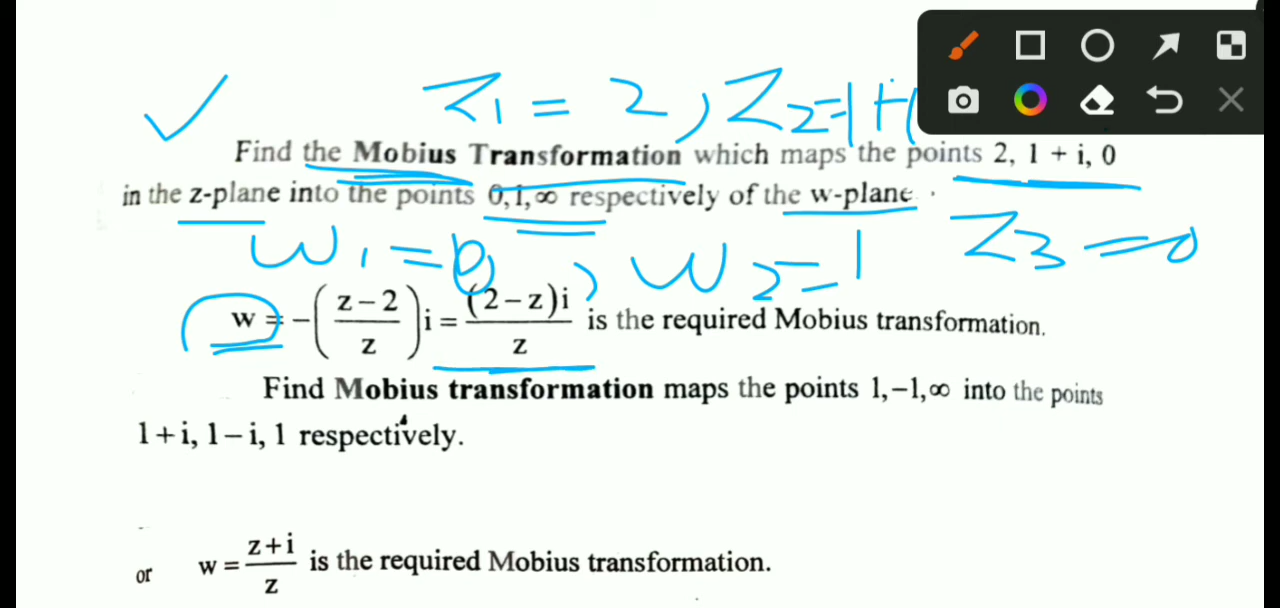 Z₁ = 2, Z₂=1+i
Find the Mobius Transformation which maps the points 2, 1 + i, 0
in the z-plane into the points 0,1,∞ respectively of the w-plane.
Z₃=0
w₁=0, w₂=1
w = -((z-2)/z)i = (2-z)i/z is the required Mobius transformation.
Find Mobius transformation maps the points 1,-1,∞ into the points
1+i, 1-i, 1 respectively.
or w = (z+i)/z is the required Mobius transformation.